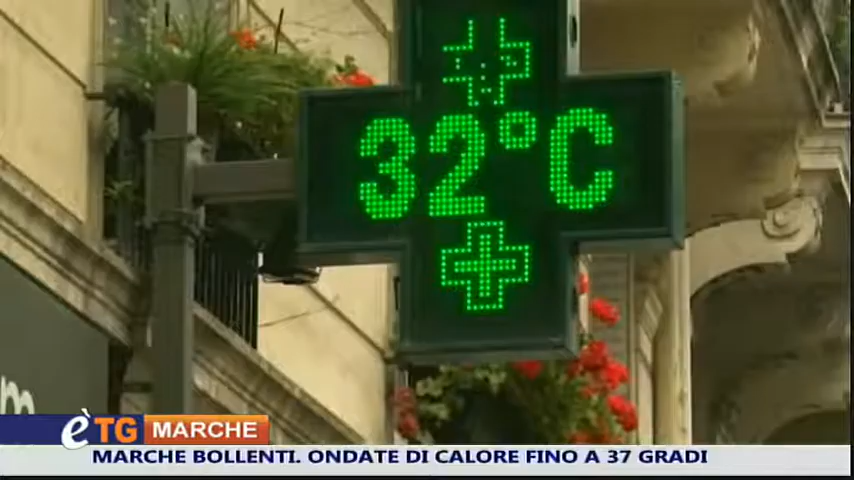 32°C
m
èTG MARCHE
MARCHE BOLLENTI. ONDATE DI CALORE FINO A 37 GRADI